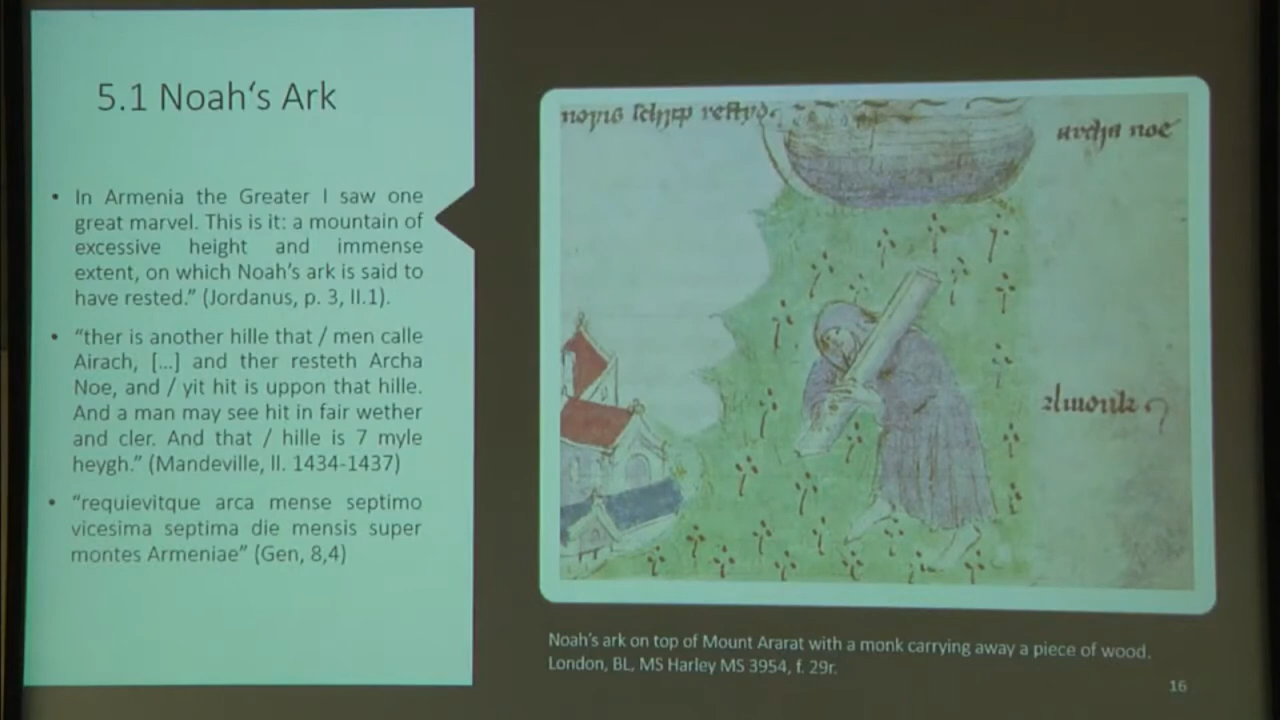 5.1 Noah‘s Ark
• In Armenia the Greater I saw one
great marvel. This is it: a mountain of
excessive height and immense
extent, on which Noah’s ark is said to
have rested.” (Jordanus, p. 3, II.1).
• “ther is another hille that / men calle
Airach, [...] and ther resteth Archa
Noe, and / yit hit is uppon that hille.
And a man may see hit in fair wether
and cler. And that / hille is 7 myle
heygh.” (Mandeville, ll. 1434-1437)
• “requievitque arca mense septimo
vicesima septima die mensis super
montes Armeniae” (Gen, 8,4)
archa noe
Noah’s ark on top of Mount Ararat with a monk carrying away a piece of wood.
London, BL, MS Harley MS 3954, f. 29r.
16